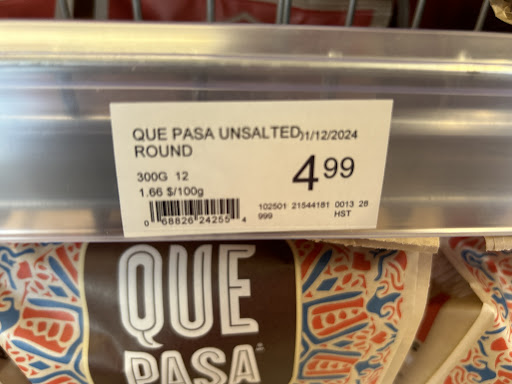 QUE PASA UNSALTED 01/12/2024
ROUND
4.99
300G 12
1.66 $/100g
0 68826 24255 4
102501 21544181 0013 28
999 HST
QUE
PASA